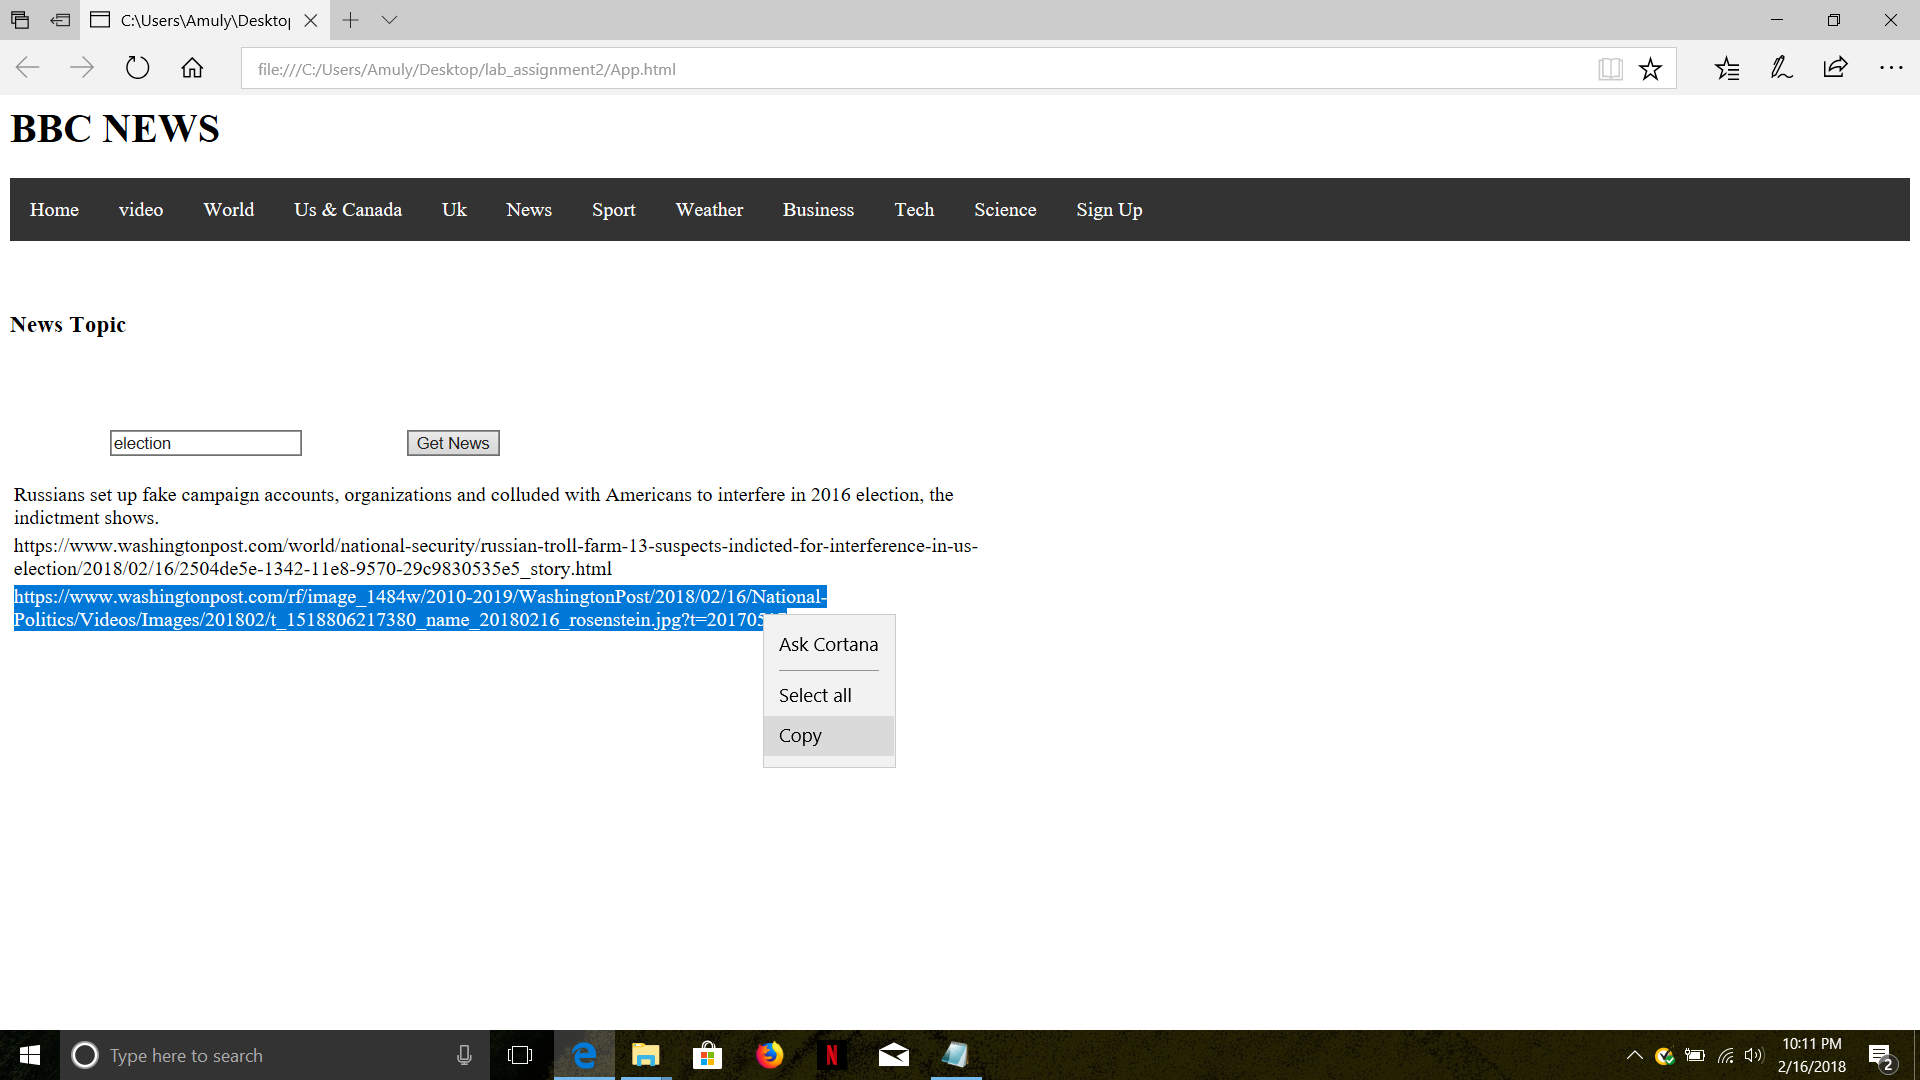 C:\Users\Amuly\Desktop
file:///C:/Users/Amuly/Desktop/lab_assignment2/App.html
BBC NEWS
Home video World Us & Canada Uk News Sport Weather Business Tech Science Sign Up
News Topic
election Get News
Russians set up fake campaign accounts, organizations and colluded with Americans to interfere in 2016 election, the
indictment shows.
https://www.washingtonpost.com/world/national-security/russian-troll-farm-13-suspects-indicted-for-interference-in-us-
election/2018/02/16/2504de5e-1342-11e8-9570-29c9830535e5_story.html
https://www.washingtonpost.com/rf/image_1484w/2010-2019/WashingtonPost/2018/02/16/National-
Politics/Videos/Images/201802/t_1518806217380_name_20180216_rosenstein.jpg?t=201705
Ask Cortana
Select all
Copy
Type here to search
10:11 PM
2/16/2018
2